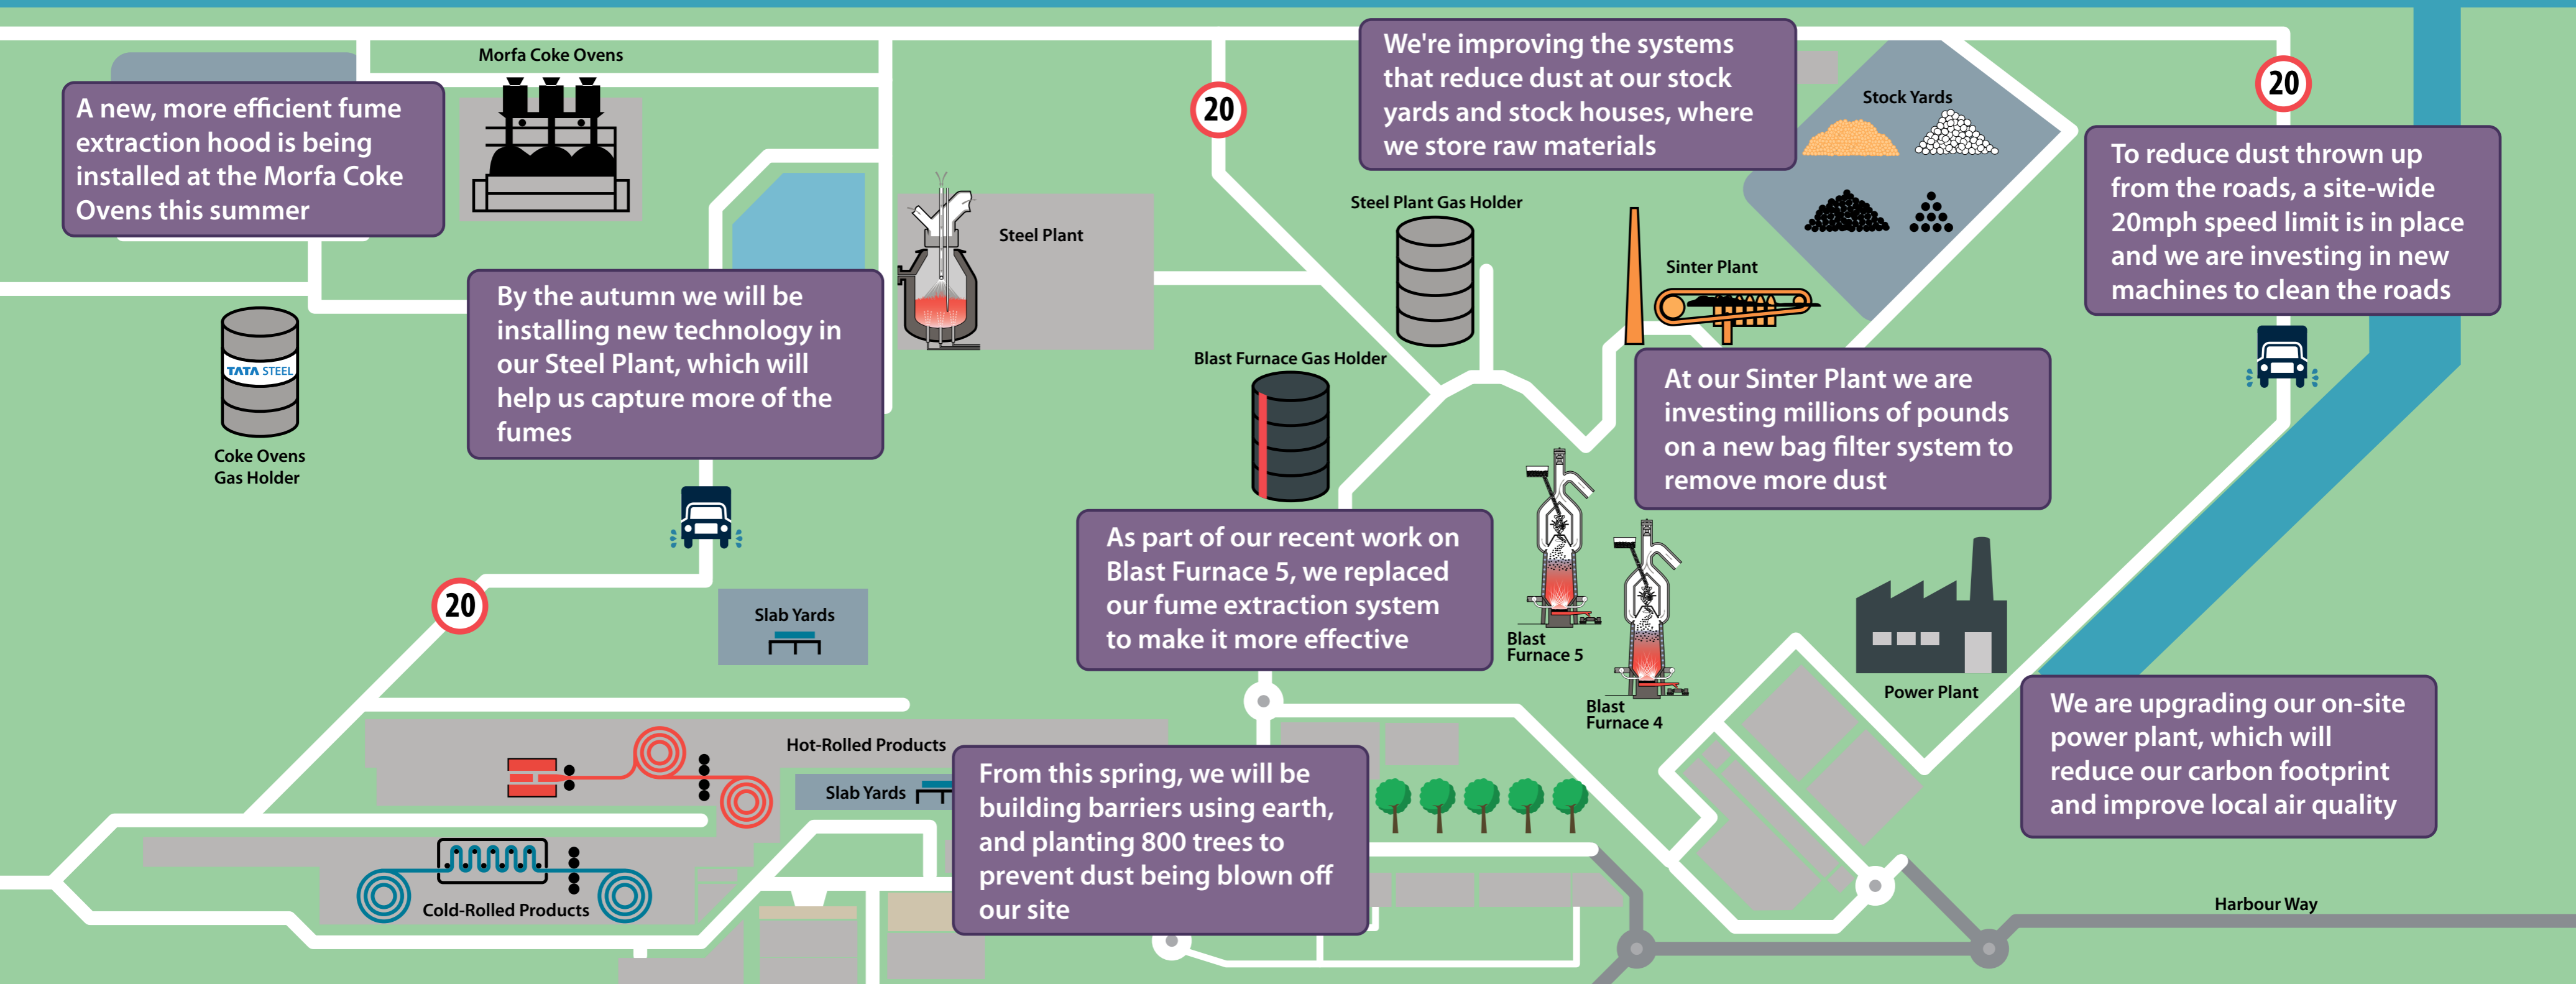 Morfa Coke Ovens
A new, more efficient fume
extraction hood is being
installed at the Morfa Coke
Ovens this summer
20
We're improving the systems
that reduce dust at our stock
yards and stock houses, where
we store raw materials
Stock Yards
20
To reduce dust thrown up
from the roads, a site-wide
20mph speed limit is in place
and we are investing in new
machines to clean the roads
Steel Plant
Steel Plant Gas Holder
Sinter Plant
By the autumn we will be
installing new technology in
our Steel Plant, which will
help us capture more of the
fumes
TATA STEEL
Coke Ovens
Gas Holder
Blast Furnace Gas Holder
At our Sinter Plant we are
investing millions of pounds
on a new bag filter system to
remove more dust
As part of our recent work on
Blast Furnace 5, we replaced
our fume extraction system
to make it more effective
20
Slab Yards
Blast
Furnace 5
Blast
Furnace 4
Power Plant
We are upgrading our on-site
power plant, which will
reduce our carbon footprint
and improve local air quality
Hot-Rolled Products
Slab Yards
From this spring, we will be
building barriers using earth,
and planting 800 trees to
prevent dust being blown off
our site
Cold-Rolled Products
Harbour Way